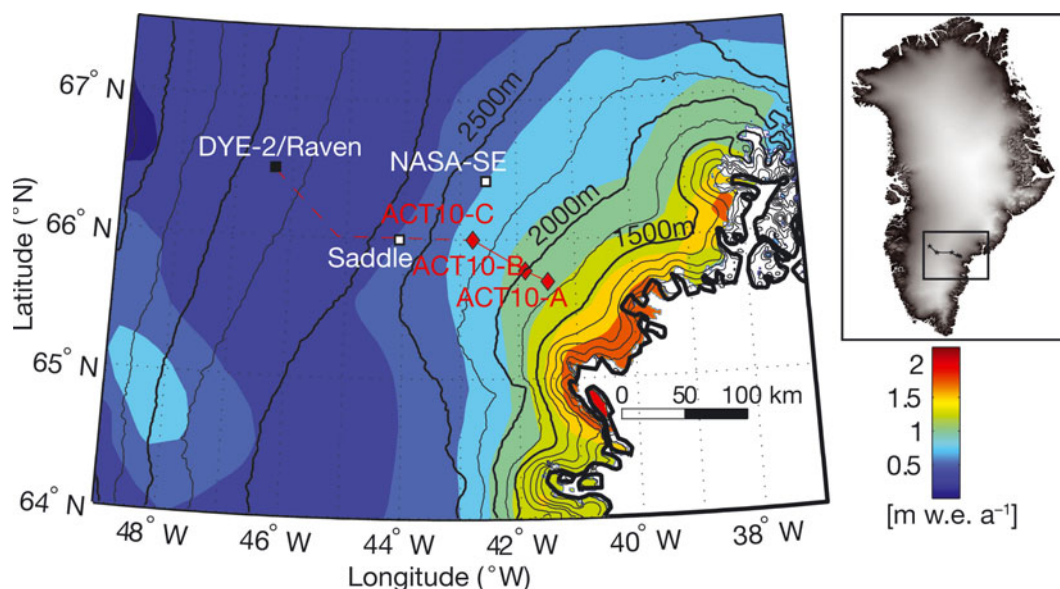 67° N
66° N
65° N
64° N
Latitude (°N)
DYE-2/Raven
2500m
NASA-SE
ACT10-C
2000m
1500m
Saddle
ACT10-B
ACT10-A
0 50 100 km
48° W
46° W
44° W
42° W
40° W
38° W
Longitude (°W)
2
1.5
1
0.5
[m w.e. a⁻¹]